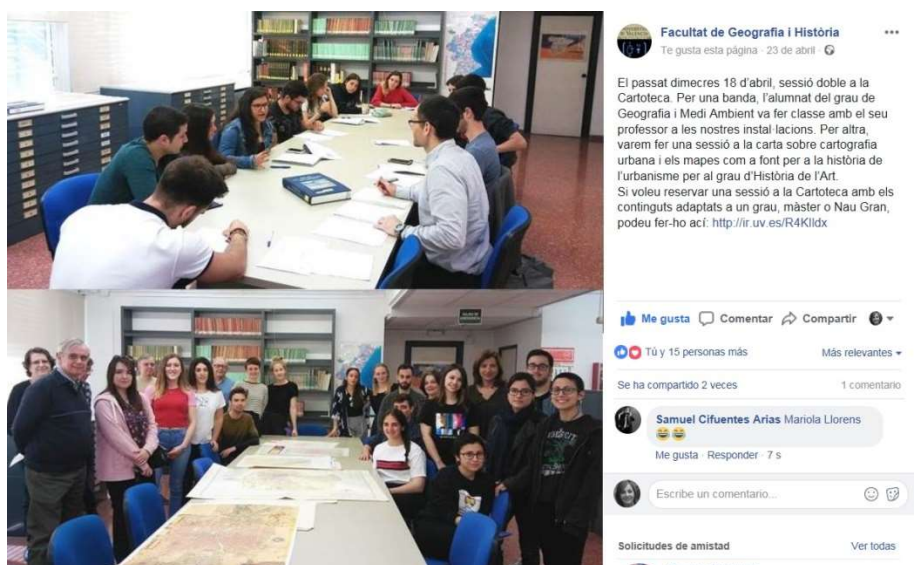 Facultat de Geografia i Història
Te gusta esta página · 23 de abril ·
El passat dimecres 18 d'abril, sessió doble a la
Cartoteca. Per una banda, l'alumnat del grau de
Geografia i Medi Ambient va fer classe amb el seu
professor a les nostres instal·lacions. Per altra,
varem fer una sessió a la carta sobre cartografia
urbana i els mapes com a font per a la història de
l'urbanisme per al grau d'Història de l'Art.
Si voleu reservar una sessió a la Cartoteca amb els
continguts adaptats a un grau, màster o Nau Gran,
podeu fer-ho ací: http://ir.uv.es/R4KIldx
Me gusta Comentar Compartir
Tú y 15 personas más Más relevantes
Se ha compartido 2 veces 1 comentario
Samuel Cifuentes Arias Mariola Llorens
Me gusta · Responder · 7 s
Escribe un comentario...
Solicitudes de amistad Ver todas